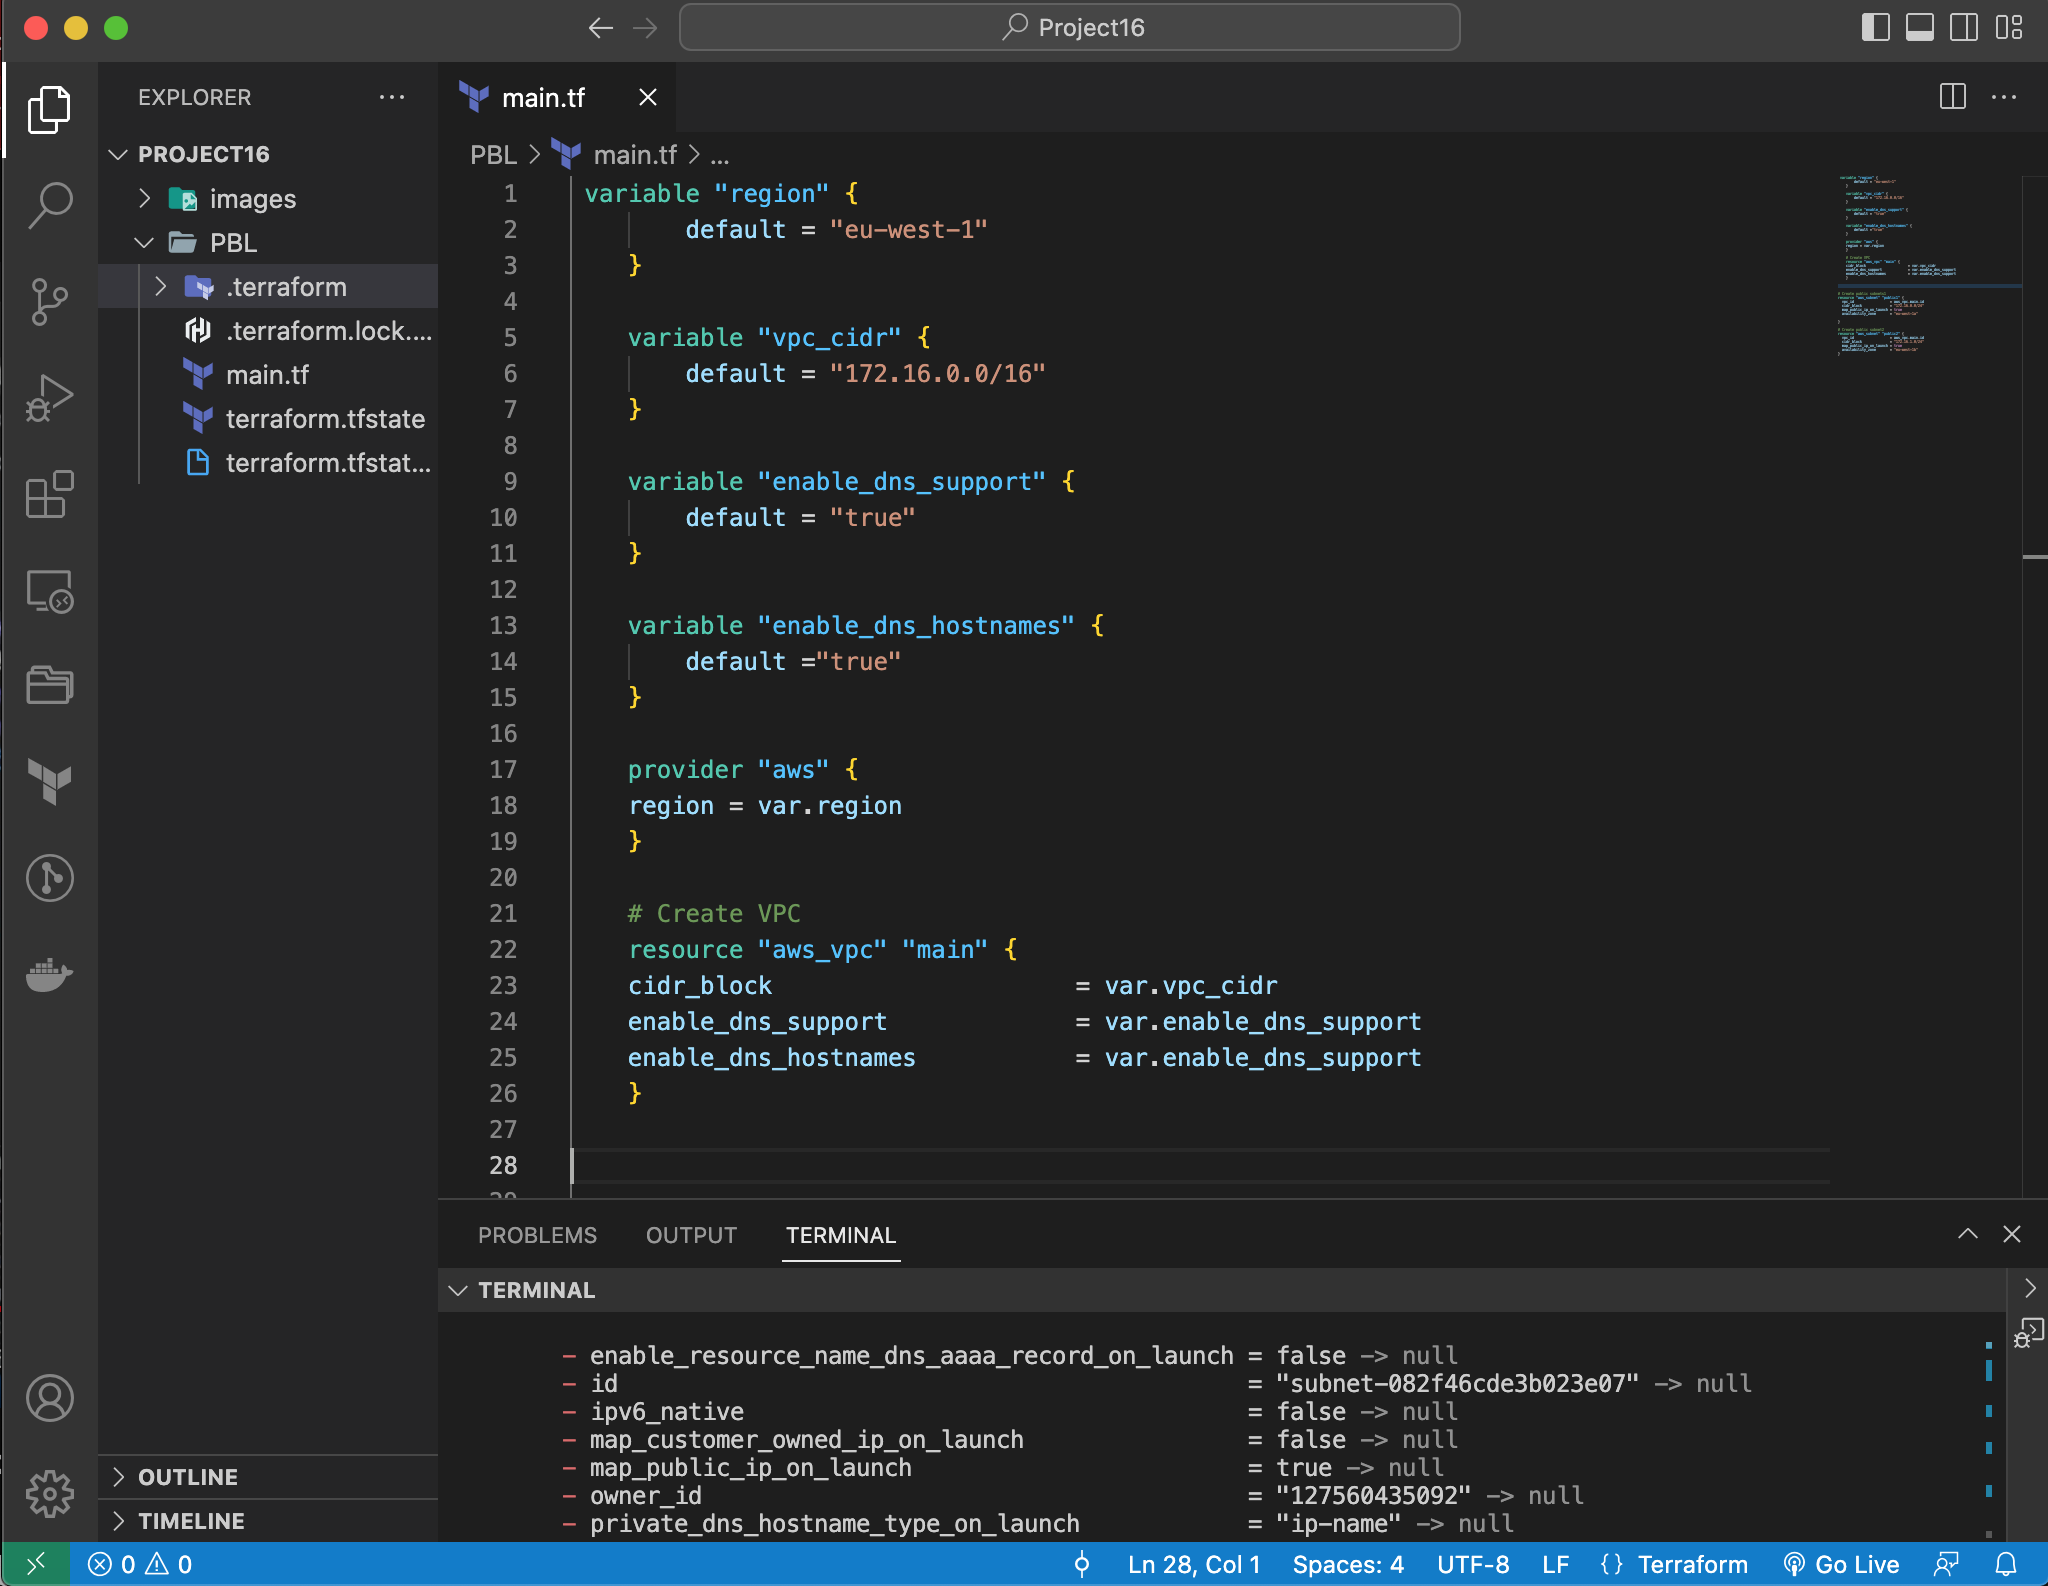 Project16
EXPLORER
PROJECT16
images
PBL
.terraform
.terraform.lock....
main.tf
terraform.tfstate
terraform.tfstat...
OUTLINE
TIMELINE
main.tf
PBL > main.tf > ...
1 variable "region" {
2 default = "eu-west-1"
3 }
4
5 variable "vpc_cidr" {
6 default = "172.16.0.0/16"
7 }
8
9 variable "enable_dns_support" {
10 default = "true"
11 }
12
13 variable "enable_dns_hostnames" {
14 default ="true"
15 }
16
17 provider "aws" {
18 region = var.region
19 }
20
21 # Create VPC
22 resource "aws_vpc" "main" {
23 cidr_block = var.vpc_cidr
24 enable_dns_support = var.enable_dns_support
25 enable_dns_hostnames = var.enable_dns_support
26 }
27
28
PROBLEMS OUTPUT TERMINAL
TERMINAL
- enable_resource_name_dns_aaaa_record_on_launch = false -> null
- id = "subnet-082f46cde3b023e07" -> null
- ipv6_native = false -> null
- map_customer_owned_ip_on_launch = false -> null
- map_public_ip_on_launch = true -> null
- owner_id = "127560435092" -> null
- private_dns_hostname_type_on_launch = "ip-name" -> null
0 0 Ln 28, Col 1 Spaces: 4 UTF-8 LF {} Terraform Go Live